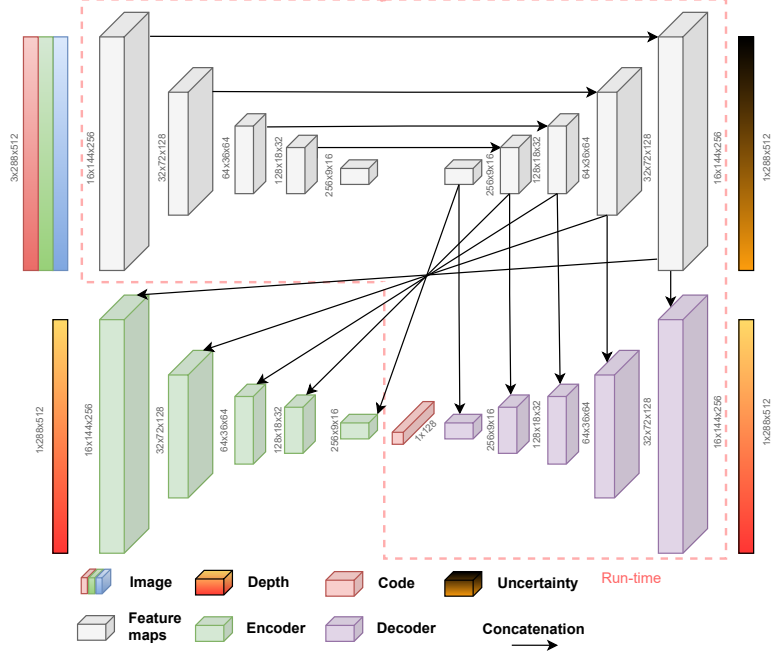 3x288x512
16x144x256
32x72x128
64x36x64
128x18x32
256x9x16
256x9x16
128x18x32
64x36x64
32x72x128
16x144x256
1x288x512
1x288x512
16x144x256
32x72x128
64x36x64
128x18x32
256x9x16
1x128
256x9x16
128x18x32
64x36x64
32x72x128
16x144x256
1x288x512
Image
Depth
Code
Uncertainty
Run-time
Feature
maps
Encoder
Decoder
Concatenation